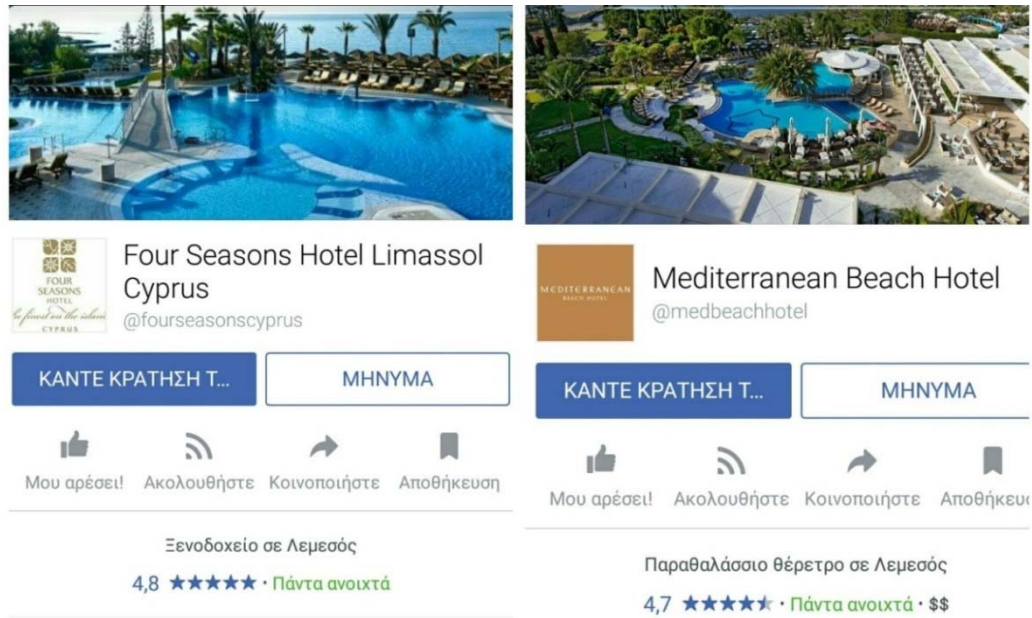 FOUR
SEASONS
HOTEL
CYPRUS
Four Seasons Hotel Limassol
Cyprus
@fourseasonscyprus
ΚΑΝΤΕ ΚΡΑΤΗΣΗ Τ...
ΜΗΝΥΜΑ
Μου αρέσει!
Ακολουθήστε
Κοινοποιήστε
Αποθήκευση
Ξενοδοχείο σε Λεμεσός
4,8 ★★★★★ · Πάντα ανοιχτά
MEDITERRANEAN
BEACH HOTEL
Mediterranean Beach Hotel
@medbeachhotel
ΚΑΝΤΕ ΚΡΑΤΗΣΗ Τ...
ΜΗΝΥΜΑ
Μου αρέσει!
Ακολουθήστε
Κοινοποιήστε
Αποθήκευσ
Παραθαλάσσιο θέρετρο σε Λεμεσός
4,7 ★★★★★ · Πάντα ανοιχτά · $$